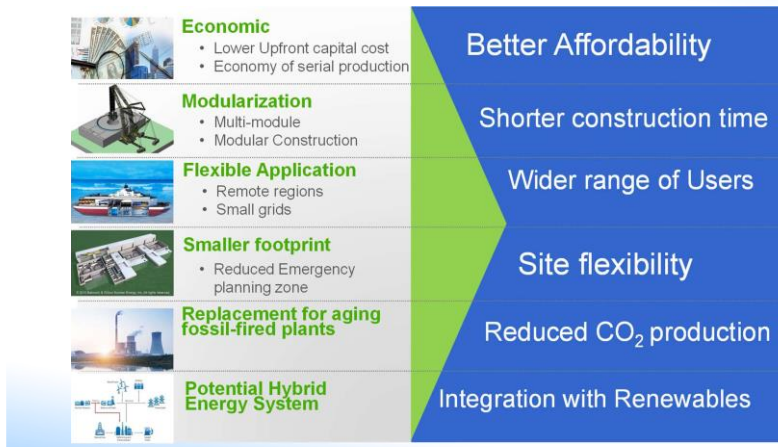 Economic
• Lower Upfront capital cost
• Economy of serial production
Better Affordability
Modularization
• Multi-module
• Modular Construction
Shorter construction time
Flexible Application
• Remote regions
• Small grids
Wider range of Users
Smaller footprint
• Reduced Emergency
planning zone
Site flexibility
Replacement for aging
fossil-fired plants
Reduced CO₂ production
Potential Hybrid
Energy System
Integration with Renewables